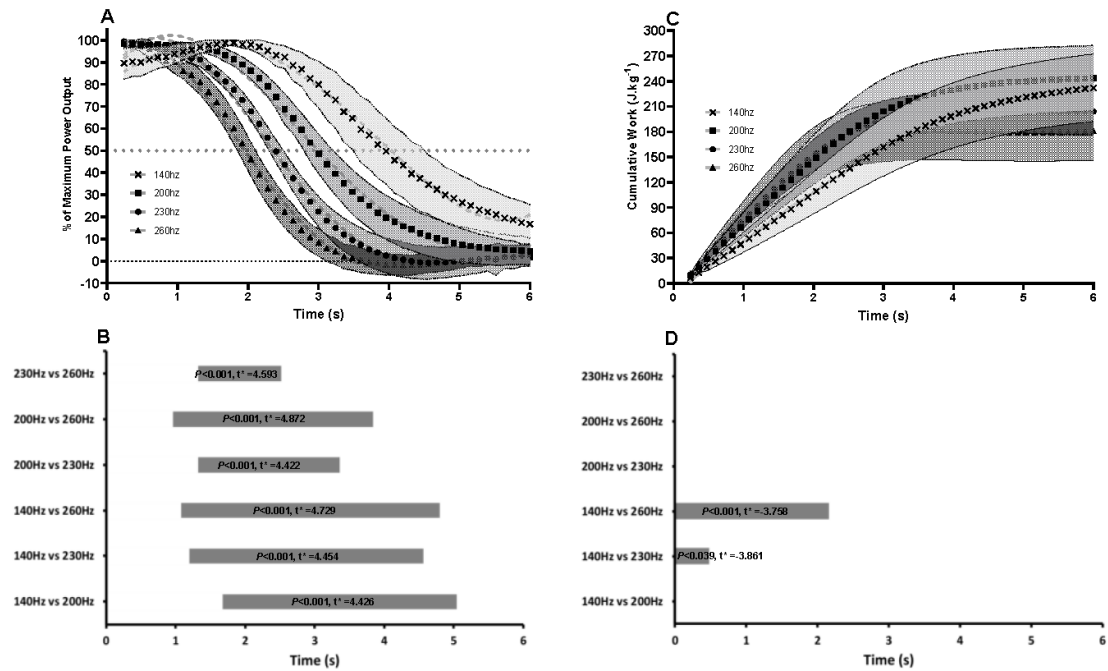 A
% of Maximum Power Output
100
90
80
70
60
50
40
30
20
10
0
-10
140hz
200hz
230hz
260hz
0 1 2 3 4 5 6
Time (s)
C
Cumulative Work (J.kg⁻¹)
300
270
240
210
180
150
120
90
60
30
0
140hz
200hz
230hz
260hz
0 1 2 3 4 5 6
Time (s)
B
230Hz vs 260Hz P<0.001, t* =4.593
200Hz vs 260Hz P<0.001, t* =4.872
200Hz vs 230Hz P<0.001, t* =4.422
140Hz vs 260Hz P<0.001, t* =4.729
140Hz vs 230Hz P<0.001, t* =4.454
140Hz vs 200Hz P<0.001, t* =4.426
0 1 2 3 4 5 6
Time (s)
D
230Hz vs 260Hz
200Hz vs 260Hz
200Hz vs 230Hz
140Hz vs 260Hz P<0.001, t* =-3.758
140Hz vs 230Hz P<0.039, t* =-3.861
140Hz vs 200Hz
0 1 2 3 4 5 6
Time (s)